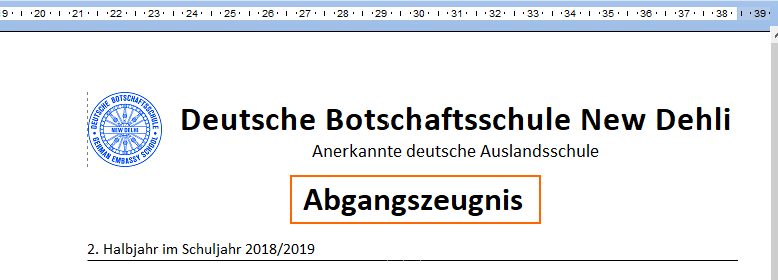 9 · 20 · 21 · 22 · 23 · 24 · 25 · 26 · 27 · 28 · 29 · 30 · 31 · 32 · 33 · 34 · 35 · 36 · 37 · 38 · 39
DEUTSCHE BOTSCHAFTSSCHULE
NEW DELHI
GERMAN EMBASSY SCHOOL
Deutsche Botschaftsschule New Dehli
Anerkannte deutsche Auslandsschule
Abgangszeugnis
2. Halbjahr im Schuljahr 2018/2019